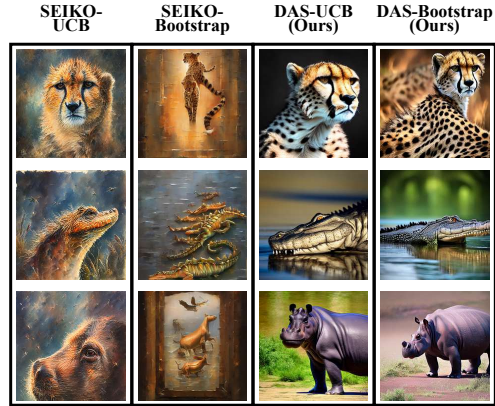 SEIKO-
UCB
SEIKO-
Bootstrap
DAS-UCB
(Ours)
DAS-Bootstrap
(Ours)